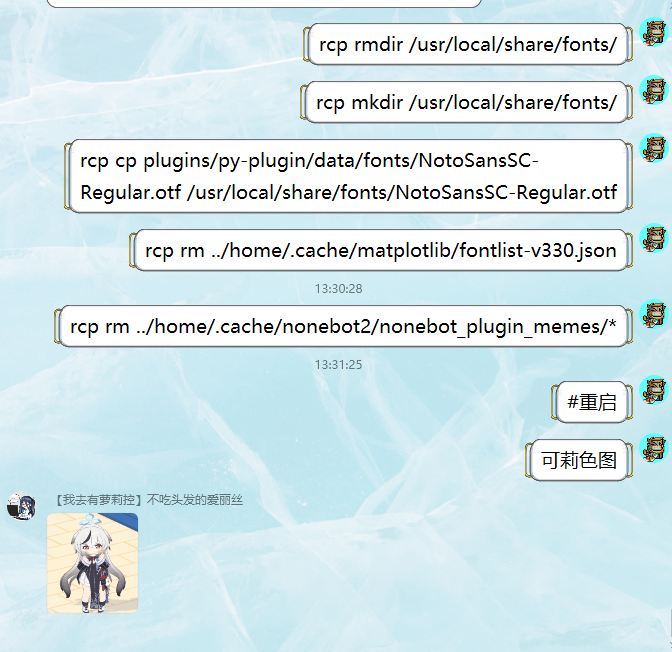 rcp rmdir /usr/local/share/fonts/
rcp mkdir /usr/local/share/fonts/
rcp cp plugins/py-plugin/data/fonts/NotoSansSC-
Regular.otf /usr/local/share/fonts/NotoSansSC-Regular.otf
rcp rm ../home/.cache/matplotlib/fontlist-v330.json
13:30:28
rcp rm ../home/.cache/nonebot2/nonebot_plugin_memes/*
13:31:25
#重启
可莉色图
【我去有萝莉控】不吃头发的爱丽丝